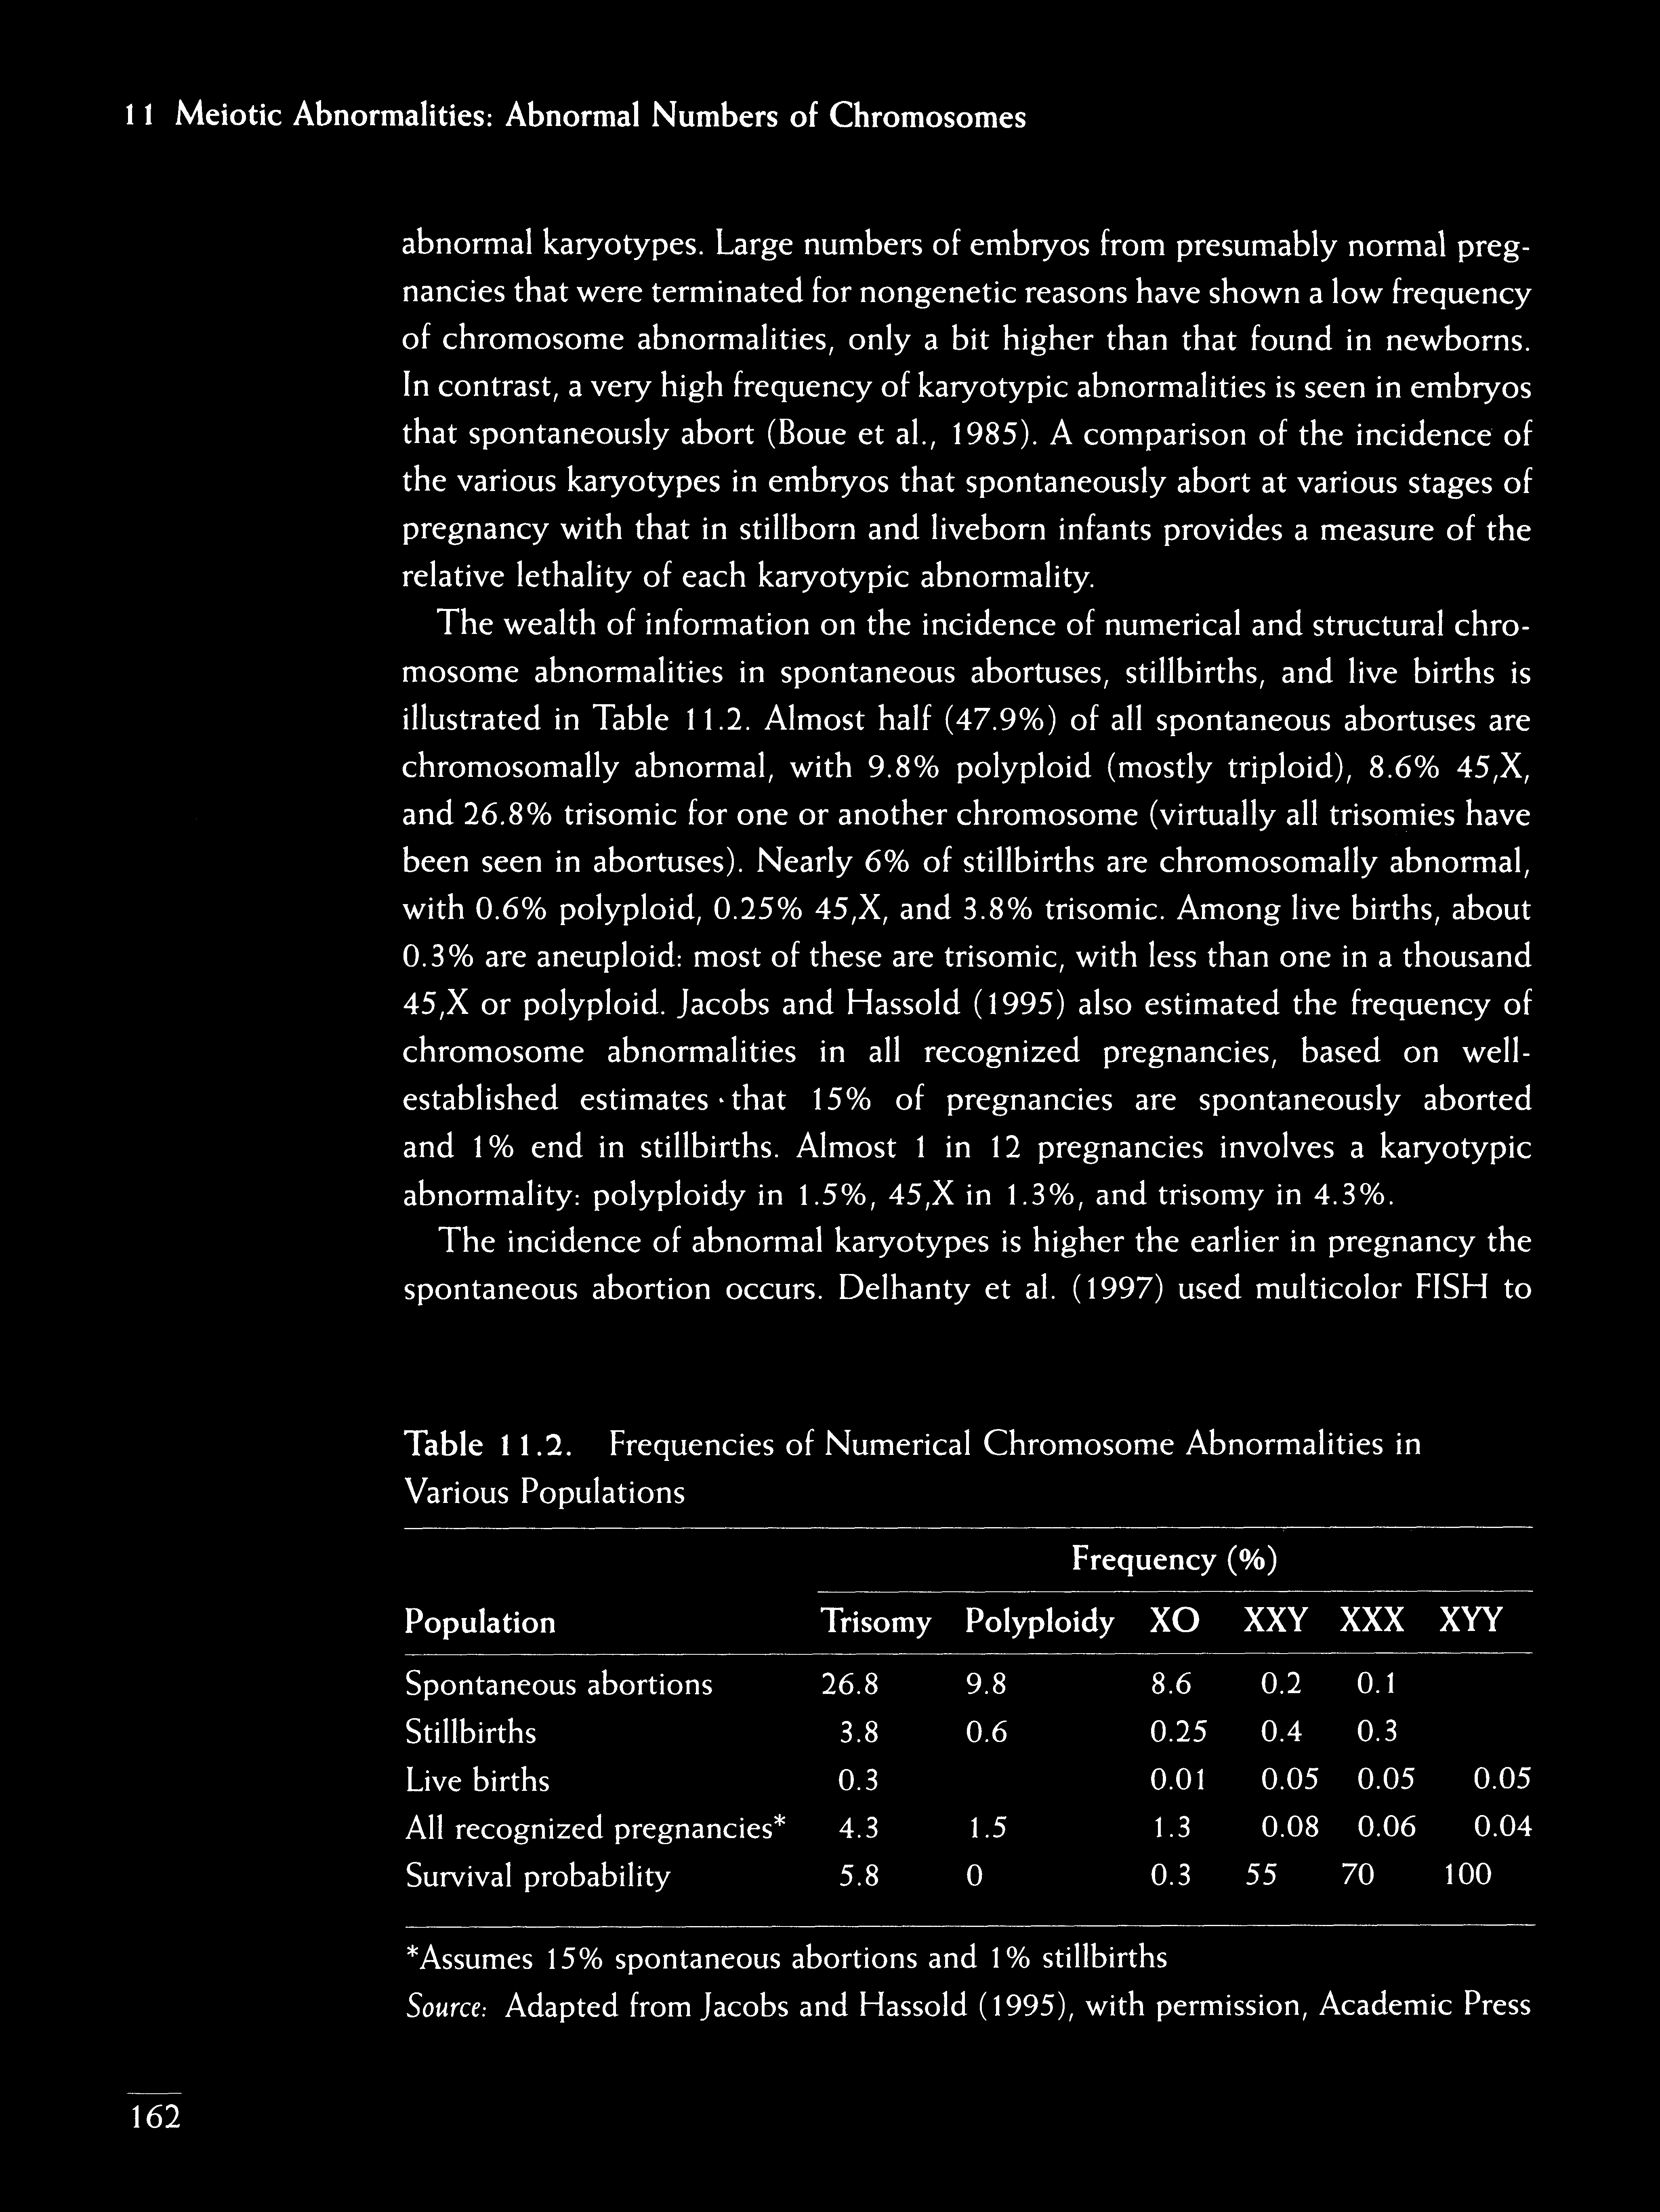 11 Meiotic Abnormalities: Abnormal Numbers of Chromosomes
abnormal karyotypes. Large numbers of embryos from presumably normal preg-
nancies that were terminated for nongenetic reasons have shown a low frequency
of chromosome abnormalities, only a bit higher than that found in newborns.
In contrast, a very high frequency of karyotypic abnormalities is seen in embryos
that spontaneously abort (Boue et al., 1985). A comparison of the incidence of
the various karyotypes in embryos that spontaneously abort at various stages of
pregnancy with that in stillborn and liveborn infants provides a measure of the
relative lethality of each karyotypic abnormality.
The wealth of information on the incidence of numerical and structural chro-
mosome abnormalities in spontaneous abortuses, stillbirths, and live births is
illustrated in Table 11.2. Almost half (47.9%) of all spontaneous abortuses are
chromosomally abnormal, with 9.8% polyploid (mostly triploid), 8.6% 45,X,
and 26.8% trisomic for one or another chromosome (virtually all trisomies have
been seen in abortuses). Nearly 6% of stillbirths are chromosomally abnormal,
with 0.6% polyploid, 0.25% 45,X, and 3.8% trisomic. Among live births, about
0.3% are aneuploid: most of these are trisomic, with less than one in a thousand
45,X or polyploid. Jacobs and Hassold (1995) also estimated the frequency of
chromosome abnormalities in all recognized pregnancies, based on well-
established estimates that 15% of pregnancies are spontaneously aborted
and 1% end in stillbirths. Almost 1 in 12 pregnancies involves a karyotypic
abnormality: polyploidy in 1.5%, 45,X in 1.3%, and trisomy in 4.3%.
The incidence of abnormal karyotypes is higher the earlier in pregnancy the
spontaneous abortion occurs. Delhanty et al. (1997) used multicolor FISH to
Table 11.2. Frequencies of Numerical Chromosome Abnormalities in
Various Populations
Frequency (%)
Population Trisomy Polyploidy XO XXY XXX XYY
Spontaneous abortions 26.8 9.8 8.6 0.2 0.1
Stillbirths 3.8 0.6 0.25 0.4 0.3
Live births 0.3 0.01 0.05 0.05 0.05
All recognized pregnancies* 4.3 1.5 1.3 0.08 0.06 0.04
Survival probability 5.8 0 0.3 55 70 100
*Assumes 15% spontaneous abortions and 1% stillbirths
Source: Adapted from Jacobs and Hassold (1995), with permission, Academic Press
162